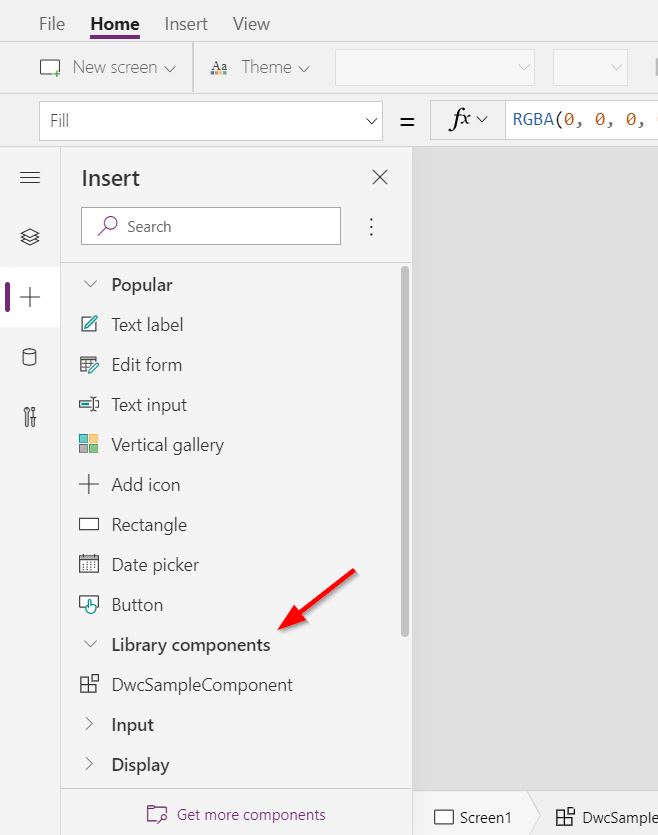 File Home Insert View
New screen Theme
Fill = fx RGBA(0, 0, 0,
Insert
Search
Popular
Text label
Edit form
Text input
Vertical gallery
Add icon
Rectangle
Date picker
Button
Library components
DwcSampleComponent
Input
Display
Get more components
Screen1 DwcSample